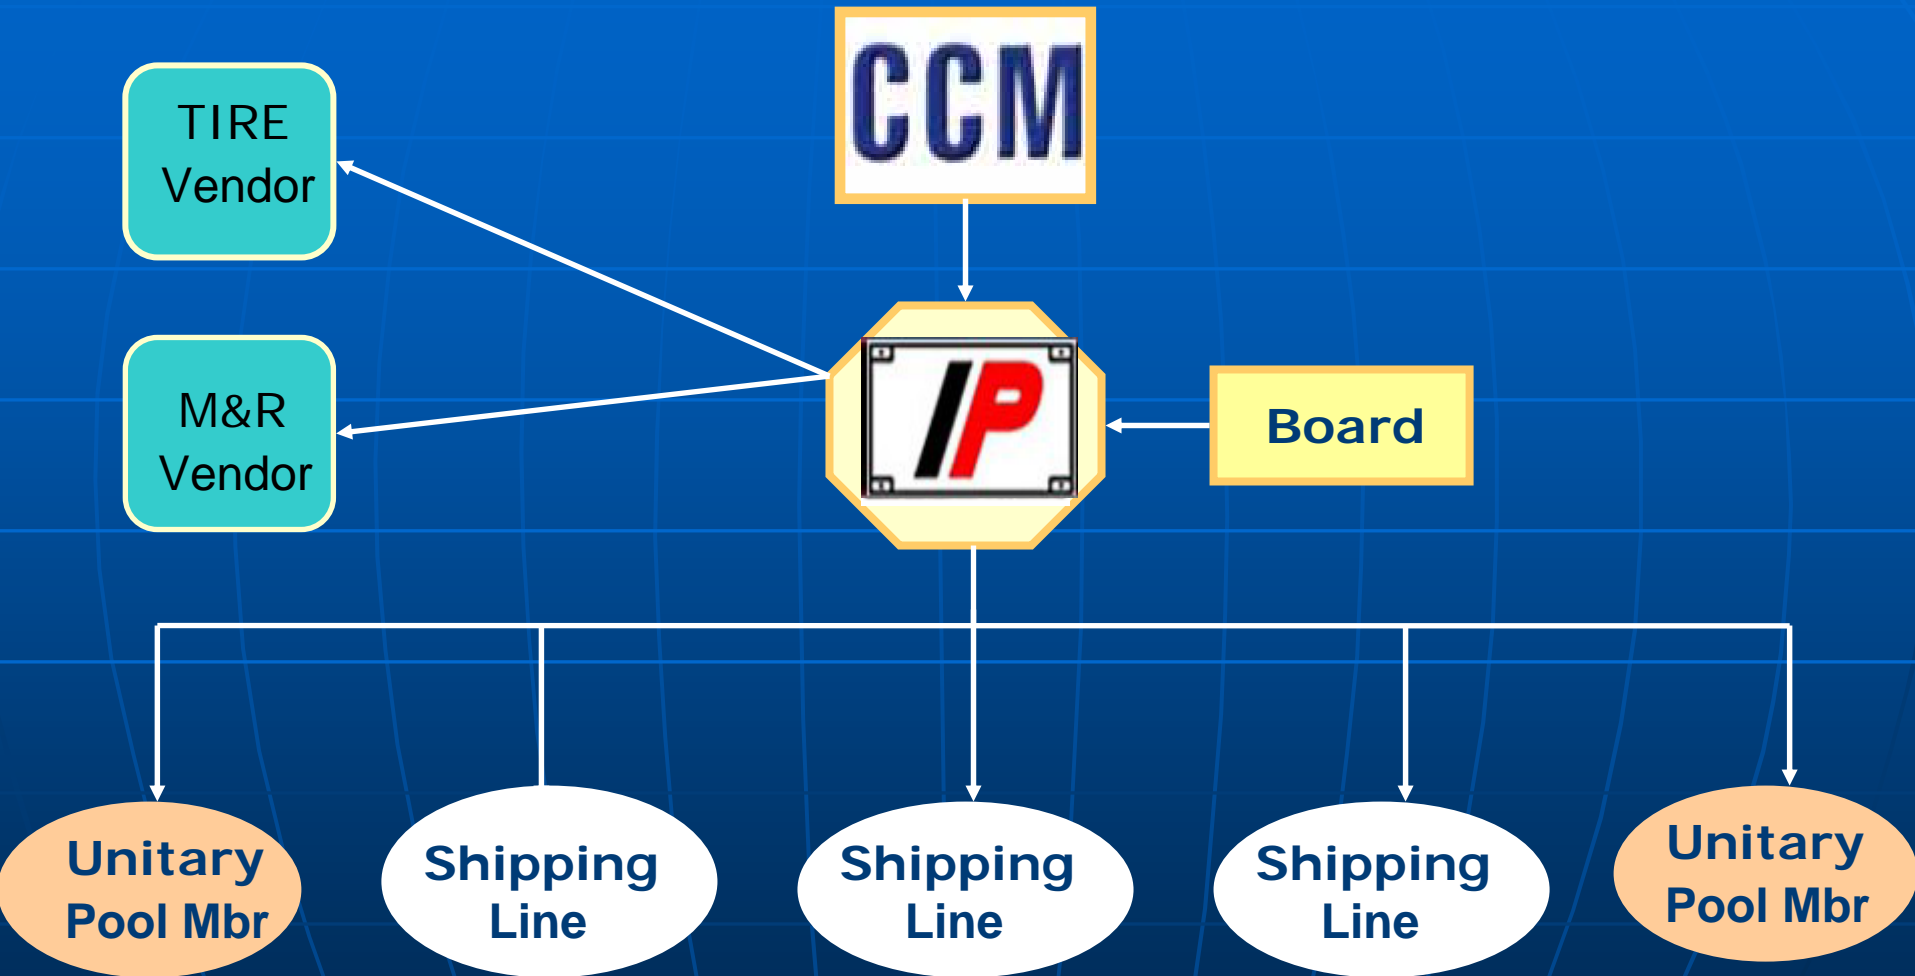 CCM
TIRE
Vendor
M&R
Vendor
IP
Board
Unitary
Pool Mbr
Shipping
Line
Shipping
Line
Shipping
Line
Unitary
Pool Mbr